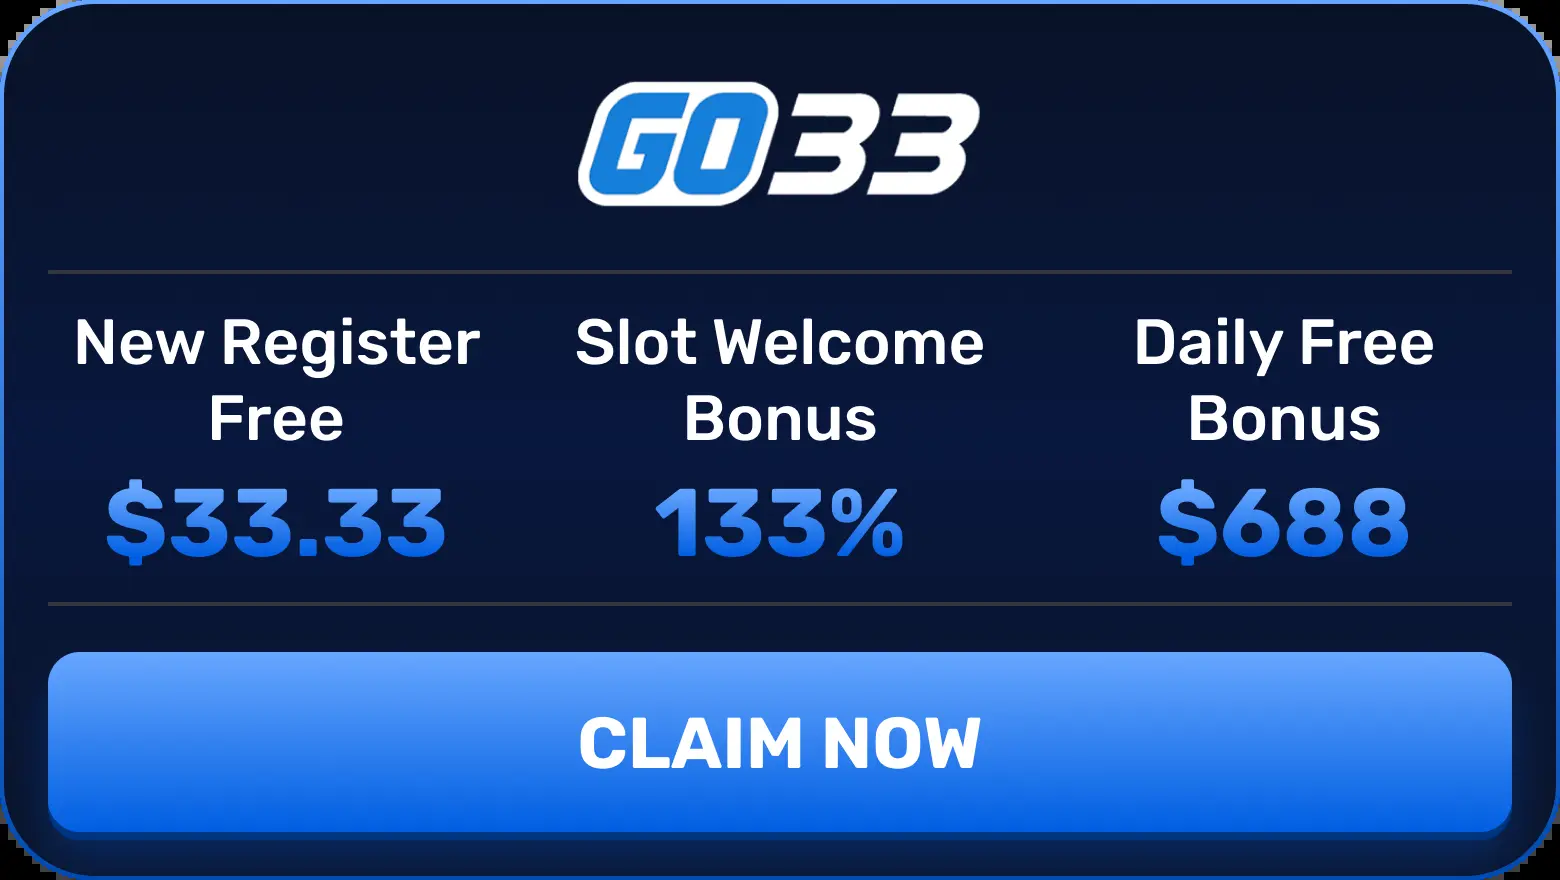 GO33
New Register
Free
$33.33
Slot Welcome
Bonus
133%
Daily Free
Bonus
$688
CLAIM NOW